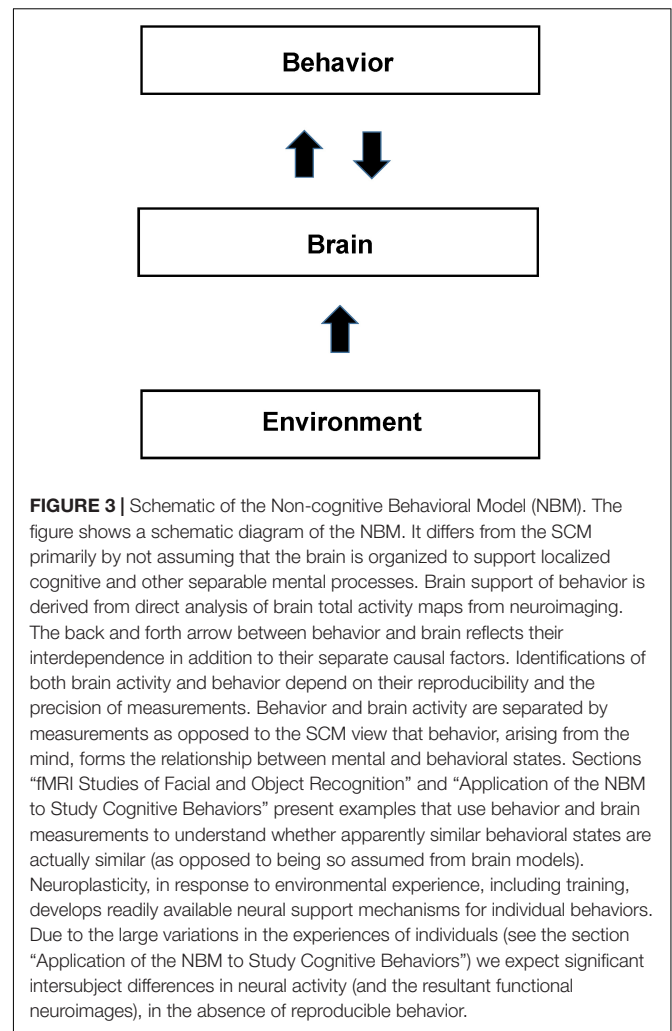 Behavior
Brain
Environment
FIGURE 3 | Schematic of the Non-cognitive Behavioral Model (NBM). The
figure shows a schematic diagram of the NBM. It differs from the SCM
primarily by not assuming that the brain is organized to support localized
cognitive and other separable mental processes. Brain support of behavior is
derived from direct analysis of brain total activity maps from neuroimaging.
The back and forth arrow between behavior and brain reflects their
interdependence in addition to their separate causal factors. Identifications of
both brain activity and behavior depend on their reproducibility and the
precision of measurements. Behavior and brain activity are separated by
measurements as opposed to the SCM view that behavior, arising from the
mind, forms the relationship between mental and behavioral states. Sections
“fMRI Studies of Facial and Object Recognition” and “Application of the NBM
to Study Cognitive Behaviors” present examples that use behavior and brain
measurements to understand whether apparently similar behavioral states are
actually similar (as opposed to being so assumed from brain models).
Neuroplasticity, in response to environmental experience, including training,
develops readily available neural support mechanisms for individual behaviors.
Due to the large variations in the experiences of individuals (see the section
“Application of the NBM to Study Cognitive Behaviors”) we expect significant
intersubject differences in neural activity (and the resultant functional
neuroimages), in the absence of reproducible behavior.